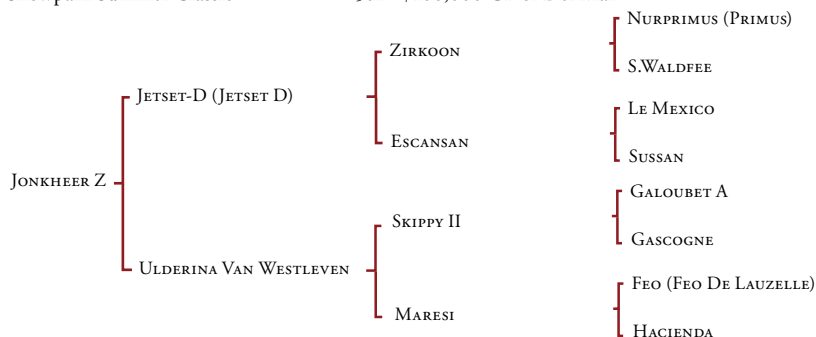 Nurprimus (Primus)
Zirkoon
S.Waldfee
Jetset-D (Jetset D)
Le Mexico
Escansan
Sussan
Jonkheer Z
Galoubet A
Skippy II
Gascogne
Ulderina Van Westleven
Feo (Feo De Lauzelle)
Maresi
Hacienda